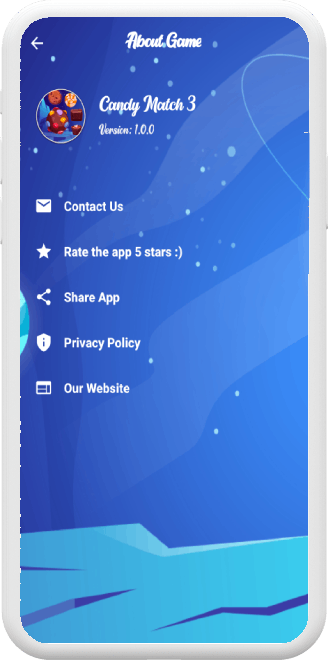 About Game
Candy Match 3
Version: 1.0.0
Contact Us
Rate the app 5 stars :)
Share App
Privacy Policy
Our Website